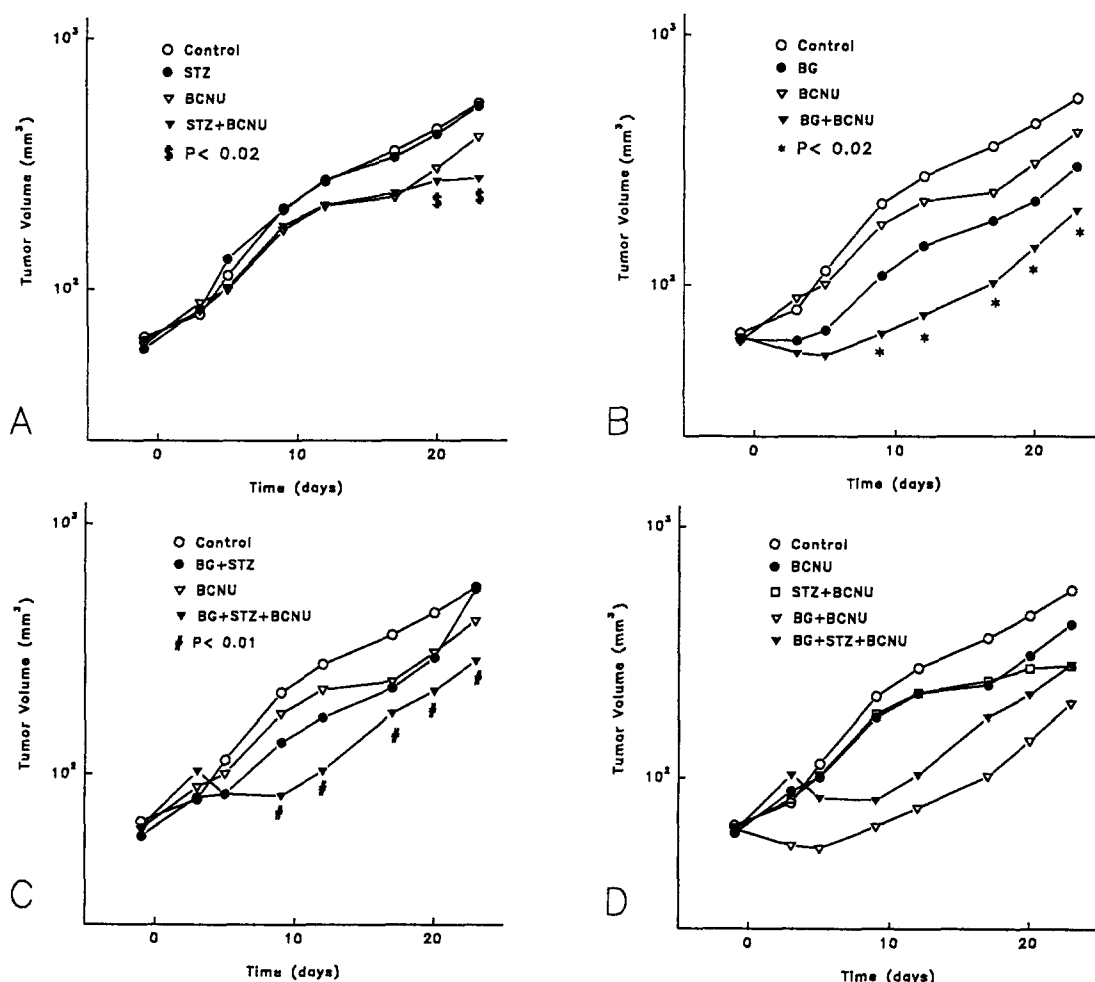 10³
Control
STZ
BCNU
STZ+BCNU
$ P< 0.02
Tumor Volume (mm³)
10²
$ $
A
0 10 20
Time (days)
10³
Control
BG
BCNU
BG+BCNU
* P< 0.02
Tumor Volume (mm³)
10²
* * * * *
B
0 10 20
Time (days)
10³
Control
BG+STZ
BCNU
BG+STZ+BCNU
# P< 0.01
Tumor Volume (mm³)
10²
# # # # #
C
0 10 20
Time (days)
10³
Control
BCNU
STZ+BCNU
BG+BCNU
BG+STZ+BCNU
Tumor Volume (mm³)
10²
D
0 10 20
Time (days)